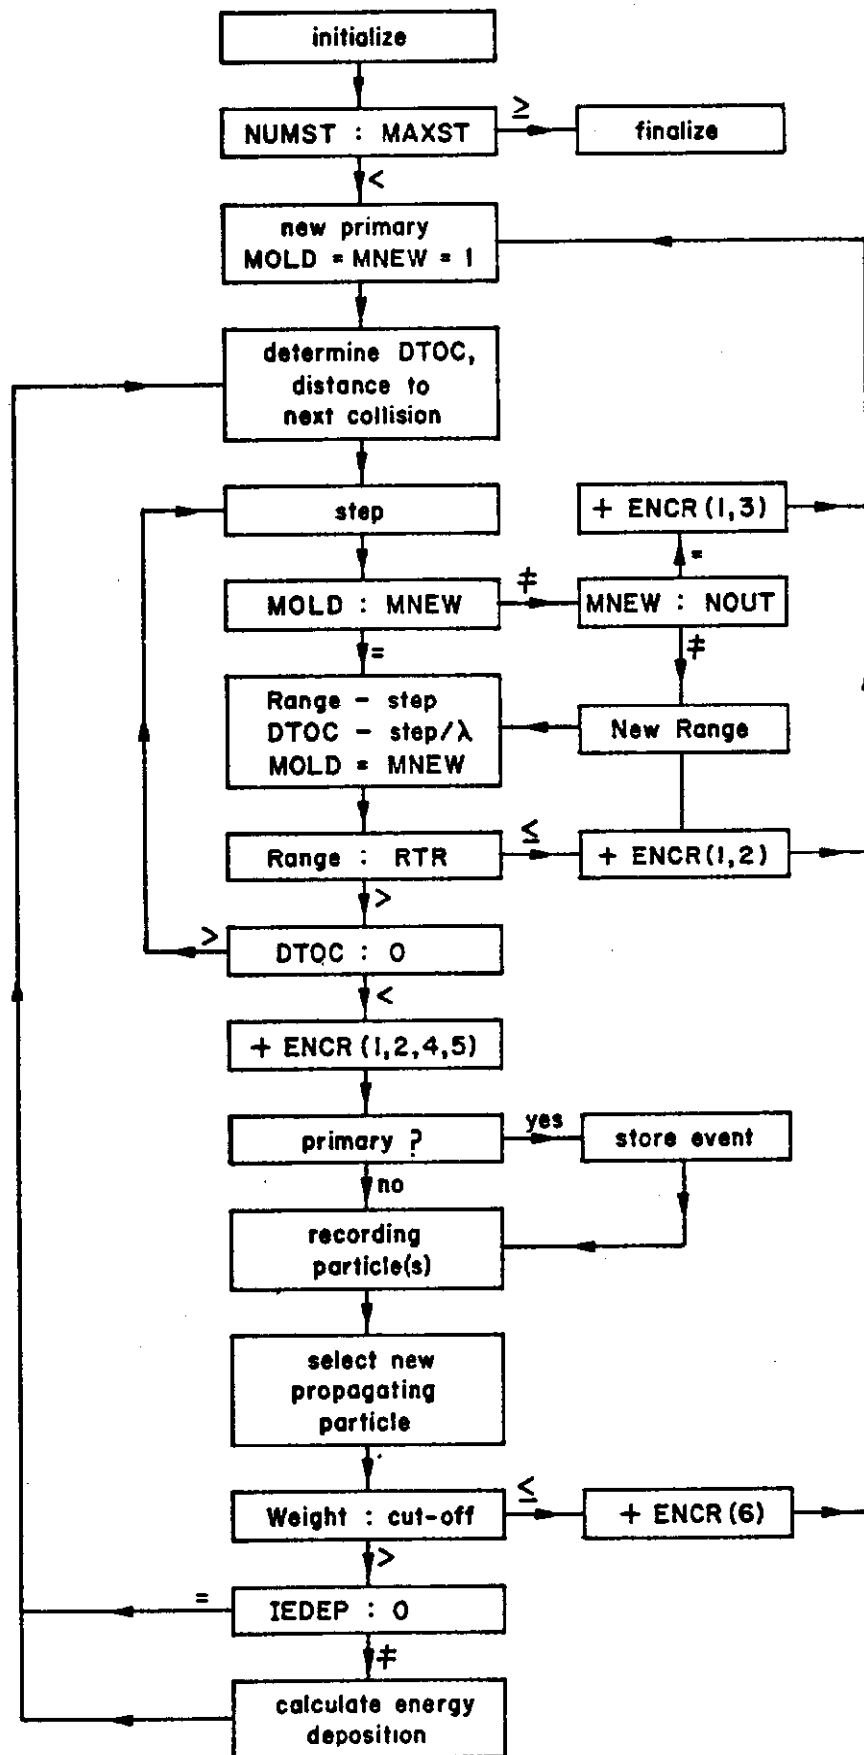 initialize
NUMST : MAXST
≥
finalize
<
new primary
MOLD = MNEW = 1
determine DTOC,
distance to
next collision
step
+ ENCR (1,3)
=
MOLD : MNEW
≠
MNEW : NOUT
=
≠
Range - step
DTOC - step/λ
MOLD = MNEW
New Range
Range : RTR
≤
+ ENCR(1,2)
>
>
DTOC : 0
<
+ ENCR (1,2,4,5)
primary ?
yes
store event
no
recording
particle(s)
select new
propagating
particle
Weight : cut-off
≤
+ ENCR (6)
>
=
IEDEP : 0
≠
calculate energy
deposition